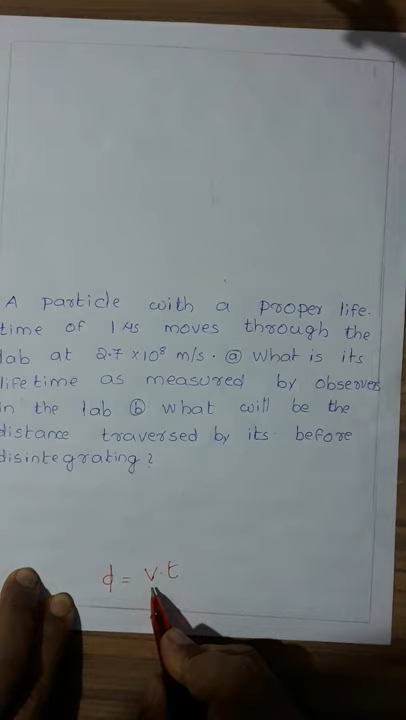 A particle with a proper life-
time of 1 μs moves through the
lab at 2.7 × 10⁸ m/s. ⓐ What is its
lifetime as measured by observers
in the lab ⓑ what will be the
distance traversed by its before
disintegrating?
d = v.t